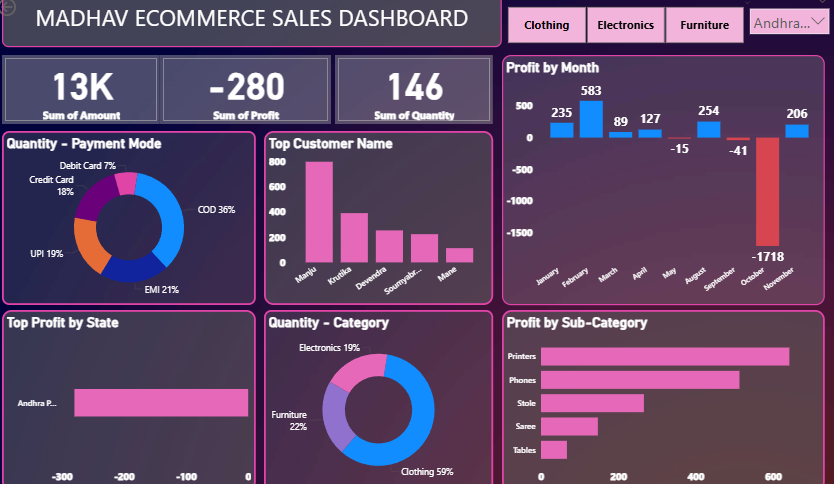 MADHAV ECOMMERCE SALES DASHBOARD
Clothing
Electronics
Furniture
Andhra...
13K
Sum of Amount
-280
Sum of Profit
146
Sum of Quantity
Profit by Month
500
0
-500
-1000
-1500
235
583
89
127
-15
254
-41
-1718
206
January
February
March
April
May
August
September
October
November
Quantity - Payment Mode
Debit Card 7%
Credit Card
18%
COD 36%
UPI 19%
EMI 21%
Top Customer Name
800
600
400
200
0
Manju
Krutika
Devendra
Soumyabr...
Mane
Top Profit by State
Andhra P...
-300
-200
-100
0
Quantity - Category
Electronics 19%
Furniture
22%
Clothing 59%
Profit by Sub-Category
Printers
Phones
Stole
Saree
Tables
0
200
400
600